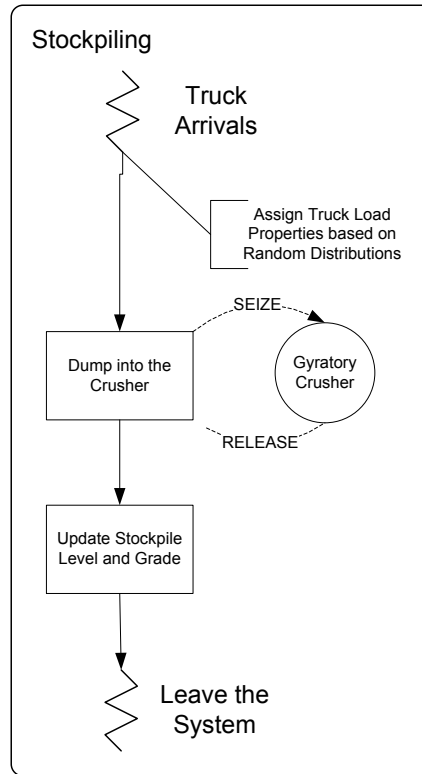 Stockpiling
Truck
Arrivals
Assign Truck Load
Properties based on
Random Distributions
SEIZE
Dump into the
Crusher
Gyratory
Crusher
RELEASE
Update Stockpile
Level and Grade
Leave the
System